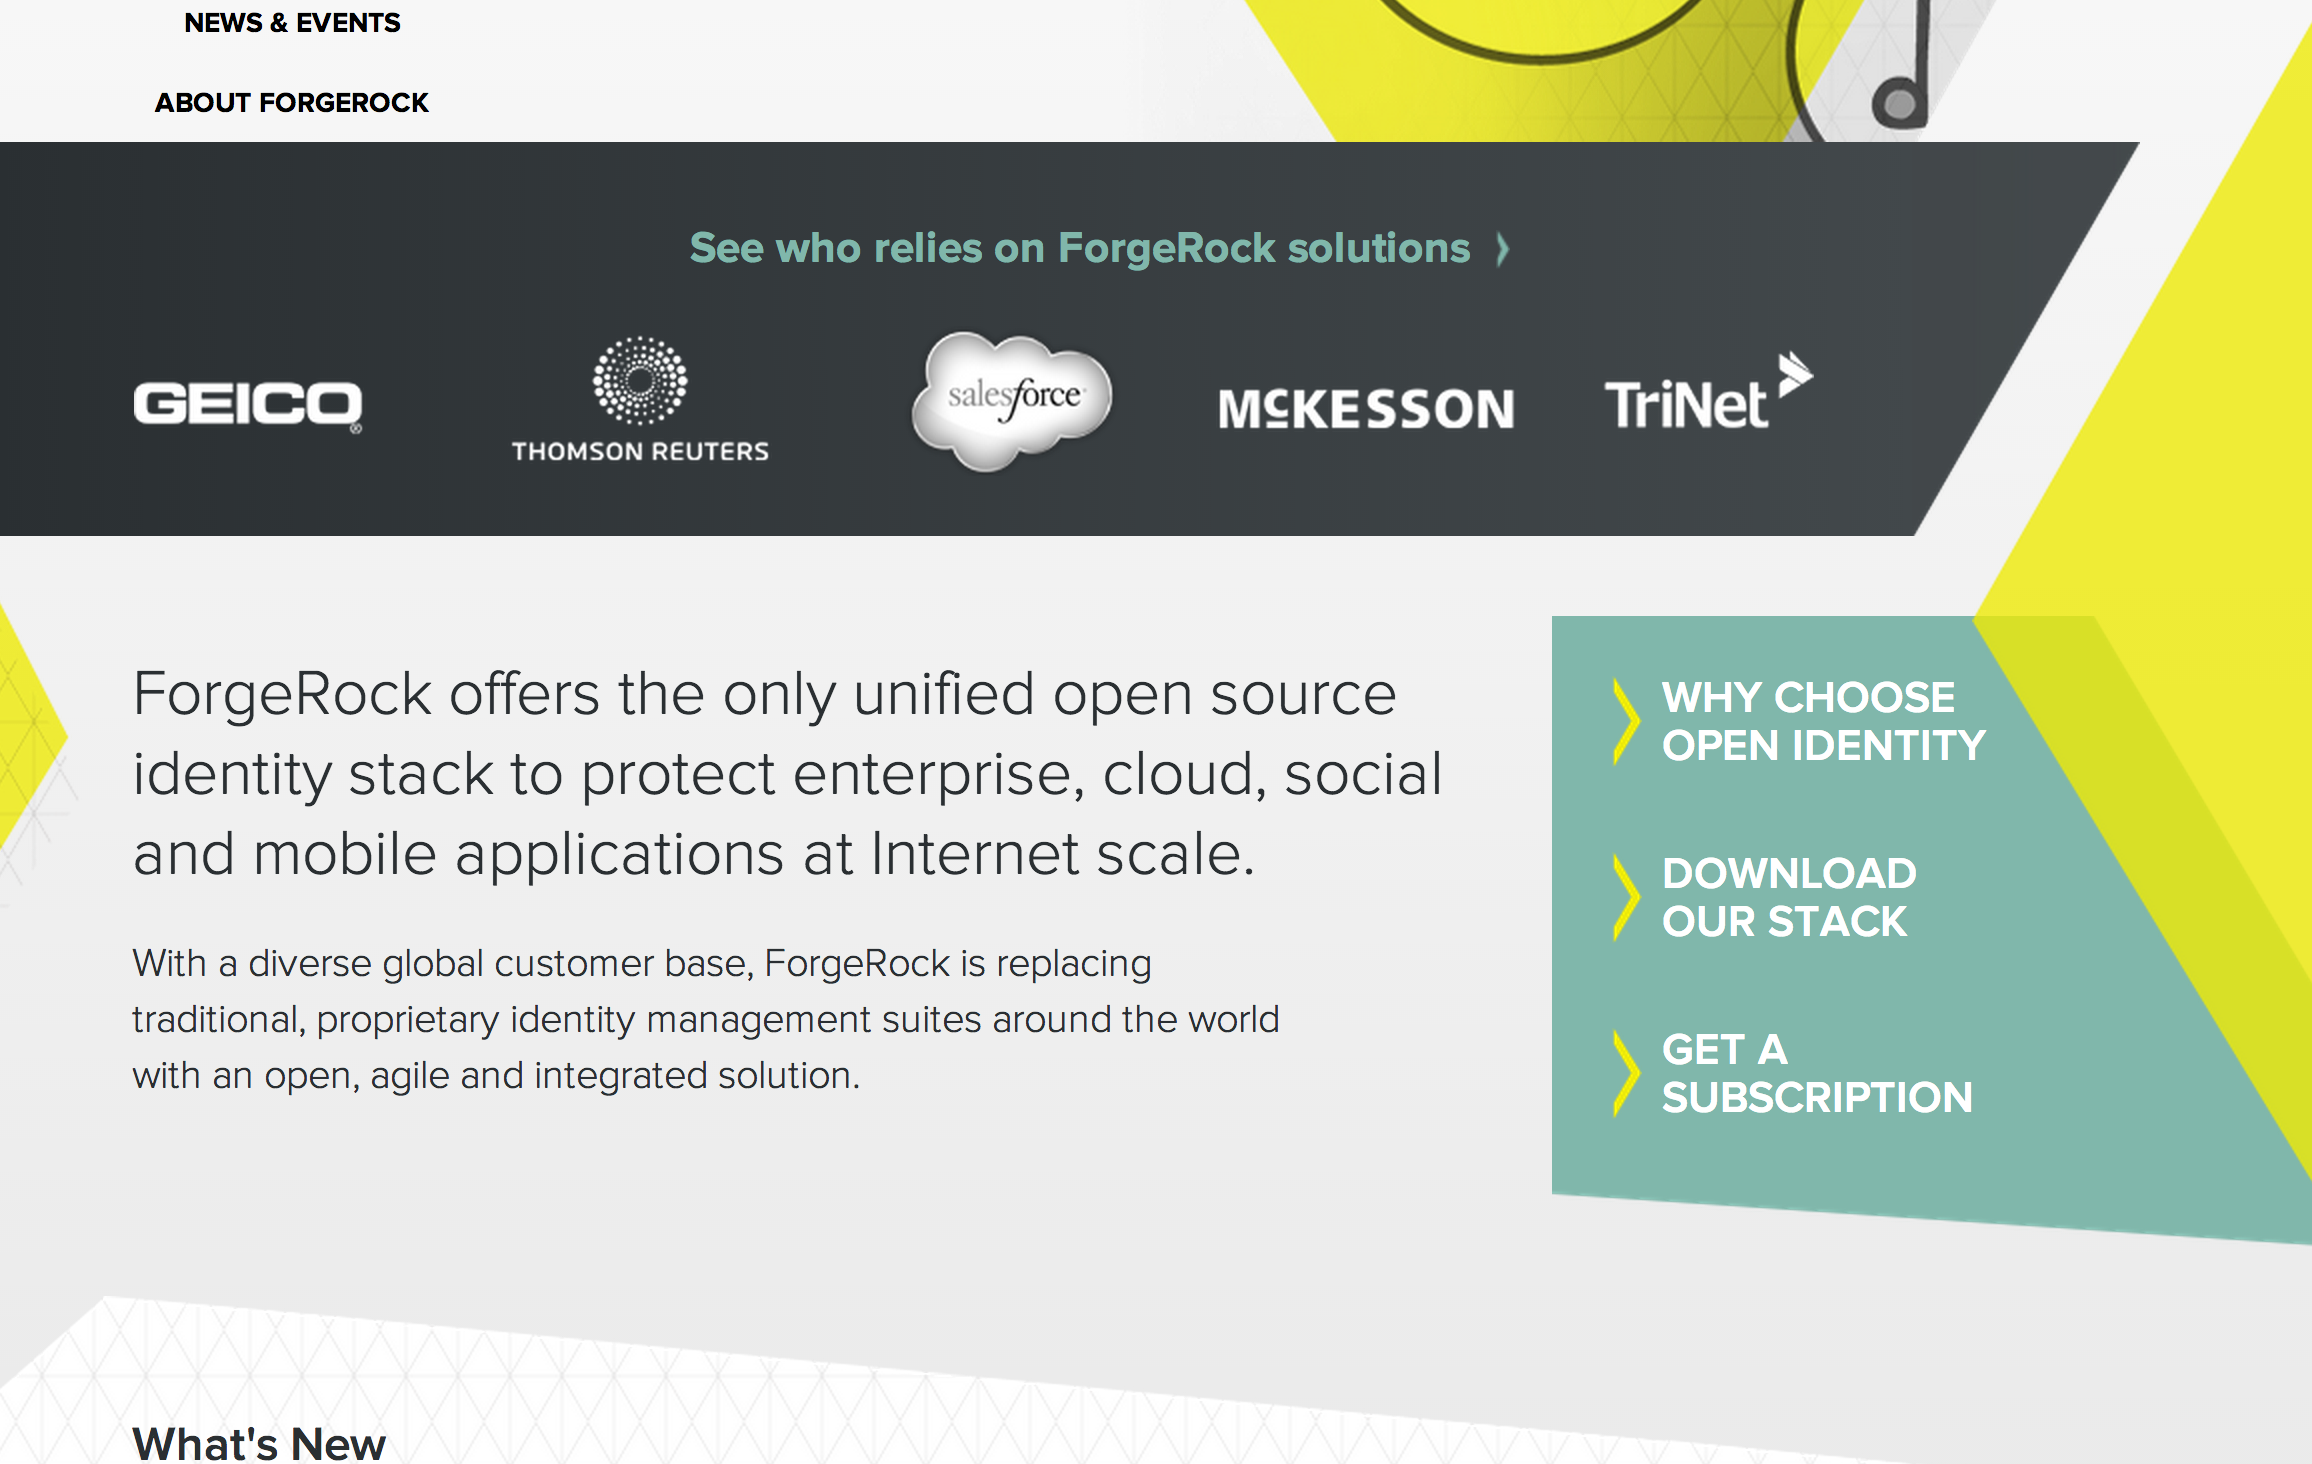 NEWS & EVENTS
ABOUT FORGEROCK
See who relies on ForgeRock solutions
GEICO®
THOMSON REUTERS
salesforce
MCKESSON
TriNet
ForgeRock offers the only unified open source
identity stack to protect enterprise, cloud, social
and mobile applications at Internet scale.
With a diverse global customer base, ForgeRock is replacing
traditional, proprietary identity management suites around the world
with an open, agile and integrated solution.
WHY CHOOSE
OPEN IDENTITY
DOWNLOAD
OUR STACK
GET A
SUBSCRIPTION
What's New